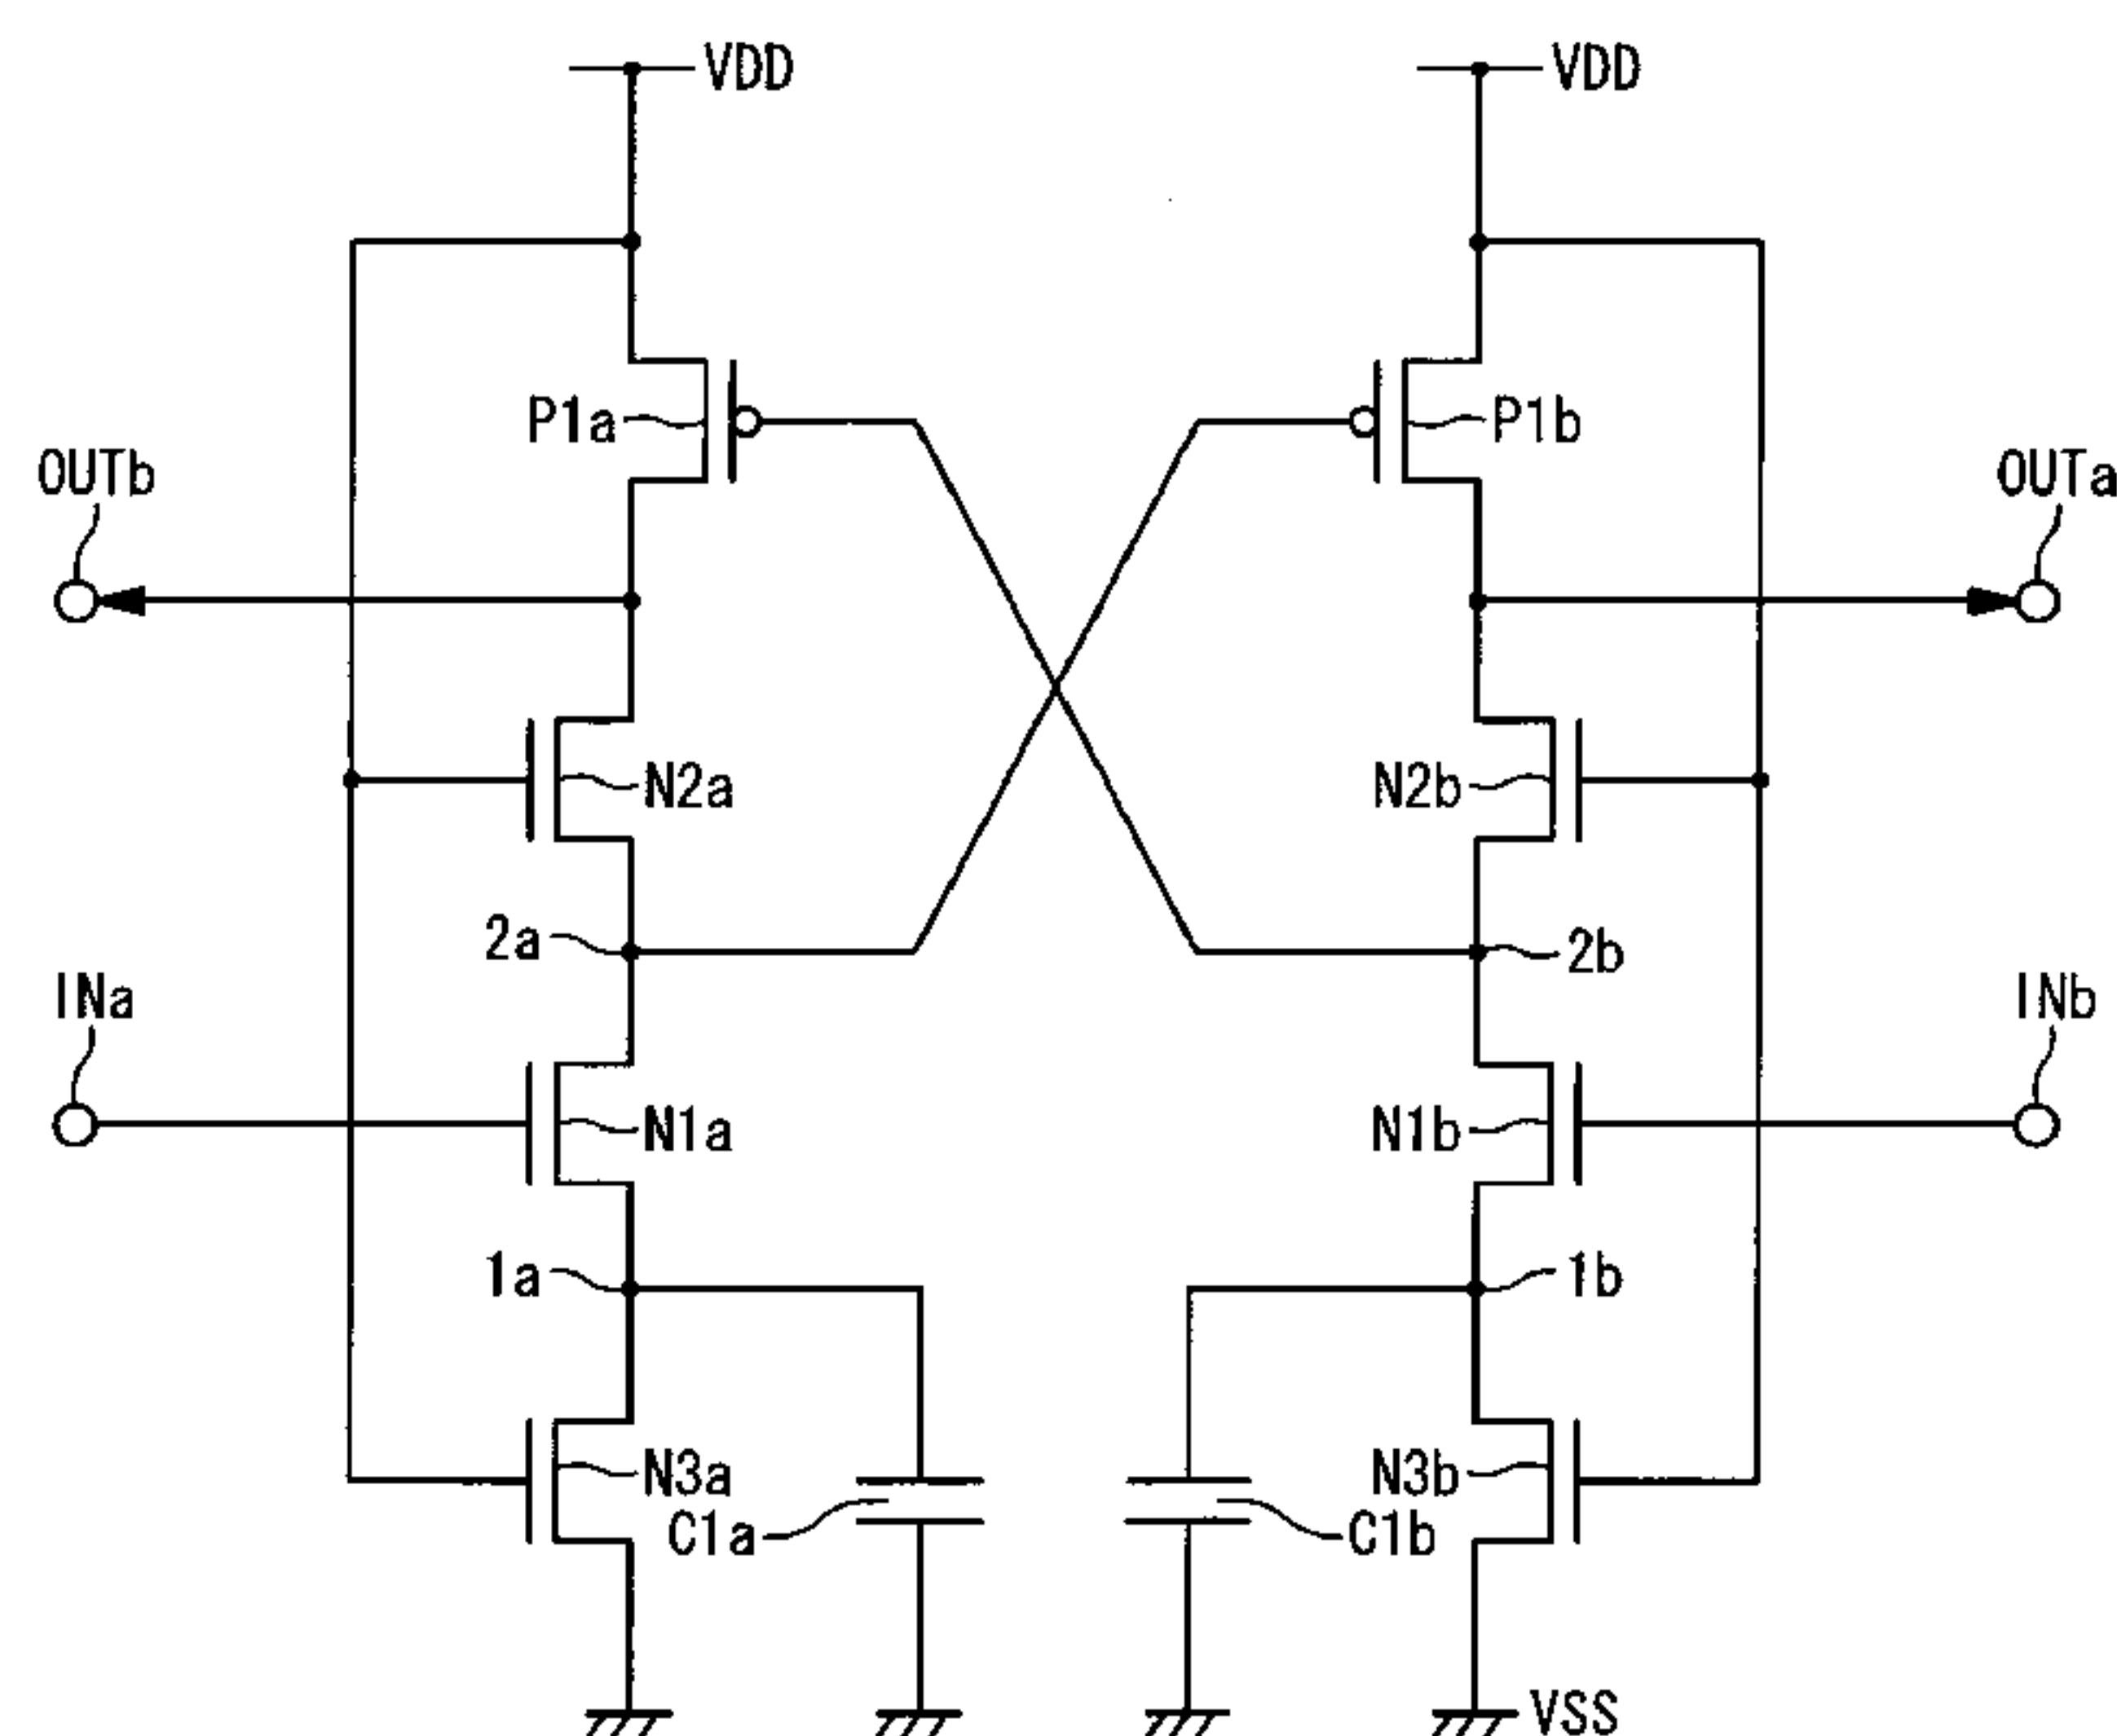 VDD VDD
P1a P1b
OUTb OUTa
N2a N2b
2a 2b
INa INb
N1a N1b
1a 1b
N3a N3b
C1a C1b
VSS